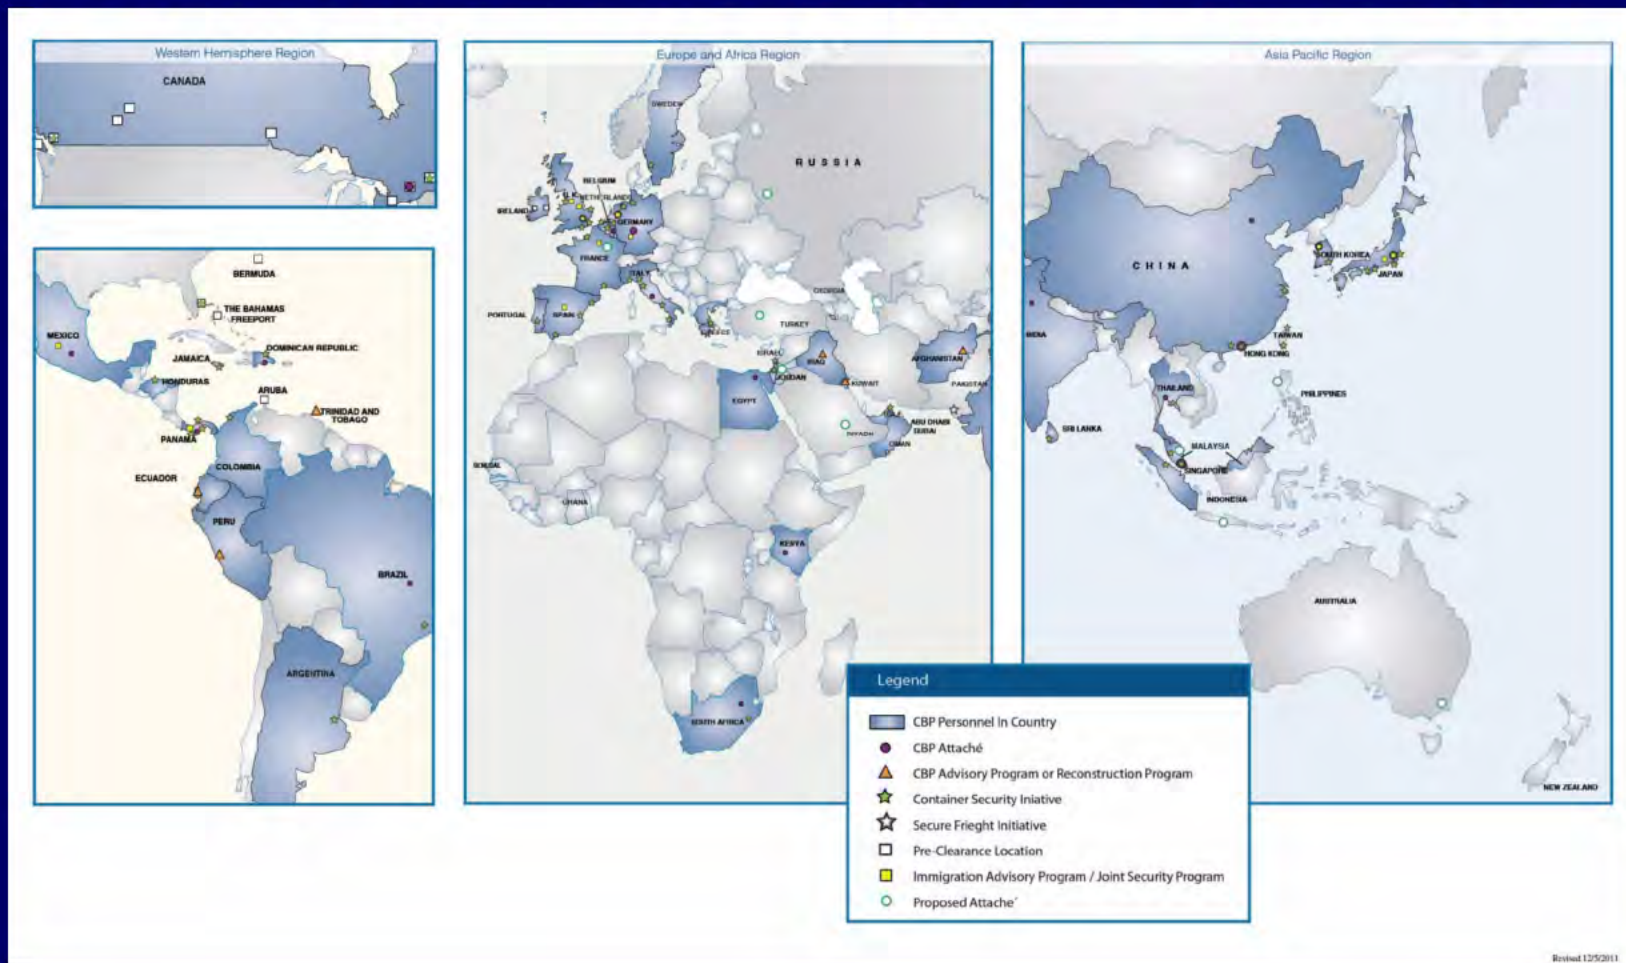 Western Hemisphere Region
CANADA
BERMUDA
THE BAHAMAS
FREEPORT
MEXICO
DOMINICAN REPUBLIC
JAMAICA
HONDURAS
ARUBA
TRINIDAD AND
TOBAGO
PANAMA
COLOMBIA
ECUADOR
PERU
BRAZIL
ARGENTINA
Europe and Africa Region
SWEDEN
RUSSIA
BELGIUM
U.K.
NETHERLANDS
IRELAND
GERMANY
FRANCE
ITALY
GEORGIA
PORTUGAL
SPAIN
TURKEY
GREECE
ISRAEL
IRAQ
AFGHANISTAN
JORDAN
KUWAIT
PAKISTAN
EGYPT
ABU DHABI
DUBAI
RIYADH
OMAN
SENEGAL
GHANA
KENYA
SOUTH AFRICA
Asia Pacific Region
CHINA
SOUTH KOREA
JAPAN
INDIA
TAIWAN
HONG KONG
THAILAND
PHILIPPINES
SRI LANKA
MALAYSIA
SINGAPORE
INDONESIA
AUSTRALIA
NEW ZEALAND
Legend
CBP Personnel In Country
CBP Attaché
CBP Advisory Program or Reconstruction Program
Container Security Iniative
Secure Frieght Initiative
Pre-Clearance Location
Immigration Advisory Program / Joint Security Program
Proposed Attache´
Revised 12/5/2011